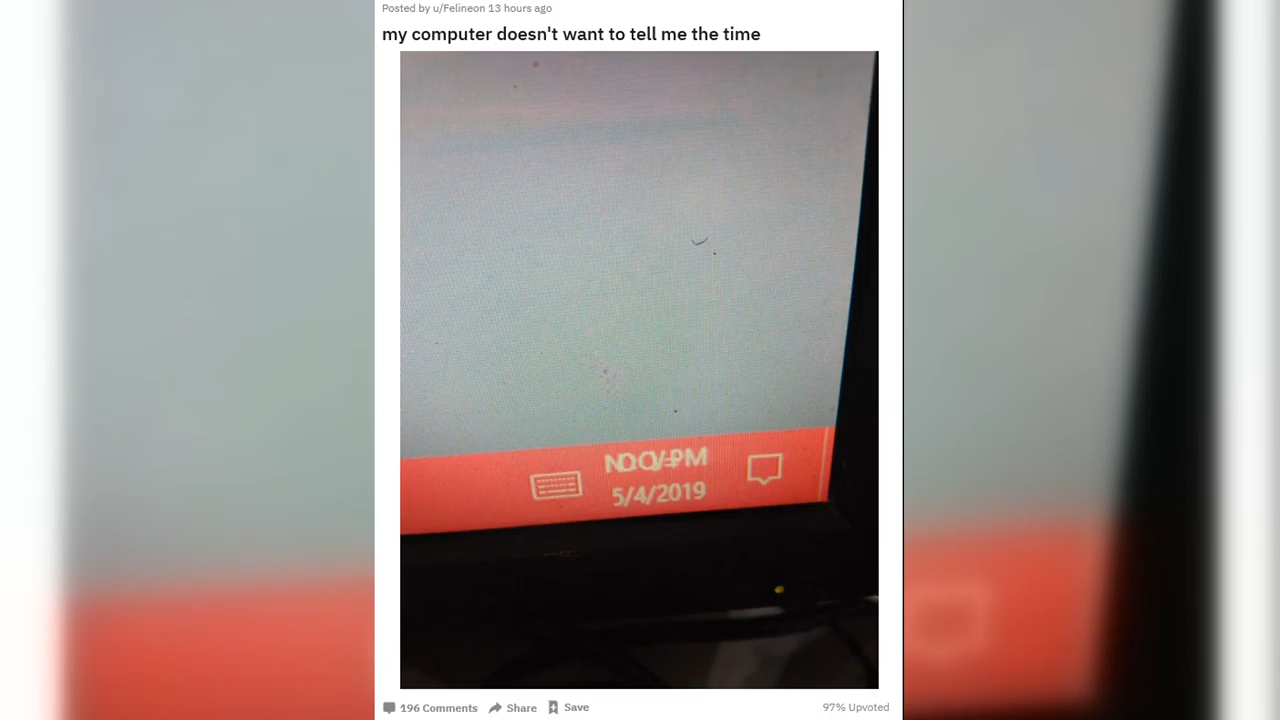 Posted by u/Felineon 13 hours ago
my computer doesn't want to tell me the time
PM
5/4/2019
196 Comments Share Save
97% Upvoted